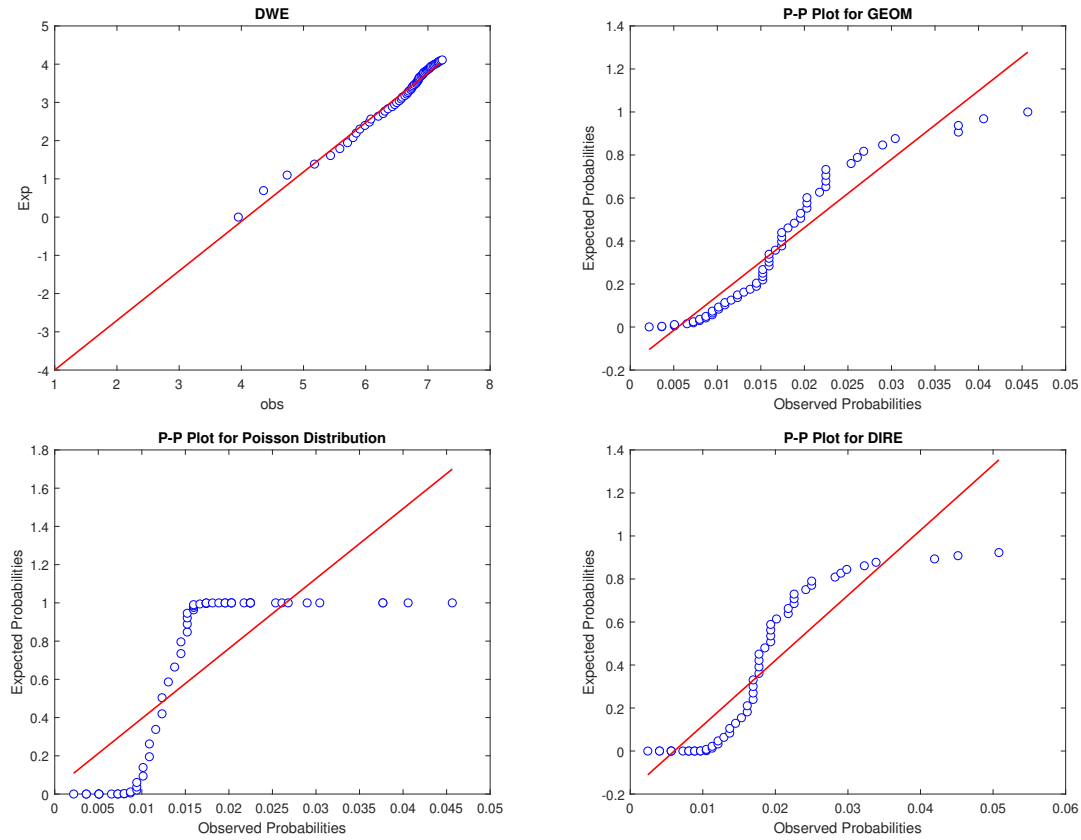 DWE
5
4
3
2
1
0
-1
-2
-3
-4
1 2 3 4 5 6 7 8
Exp
obs
P-P Plot for GEOM
1.4
1.2
1
0.8
0.6
0.4
0.2
0
-0.2
0 0.005 0.01 0.015 0.02 0.025 0.03 0.035 0.04 0.045 0.05
Expected Probabilities
Observed Probabilities
P-P Plot for Poisson Distribution
1.8
1.6
1.4
1.2
1
0.8
0.6
0.4
0.2
0
0 0.005 0.01 0.015 0.02 0.025 0.03 0.035 0.04 0.045 0.05
Expected Probabilities
Observed Probabilities
P-P Plot for DIRE
1.4
1.2
1
0.8
0.6
0.4
0.2
0
-0.2
0 0.01 0.02 0.03 0.04 0.05 0.06
Expected Probabilities
Observed Probabilities